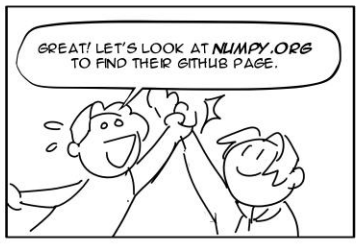 GREAT! LET'S LOOK AT NUMPY.ORG
TO FIND THEIR GITHUB PAGE.